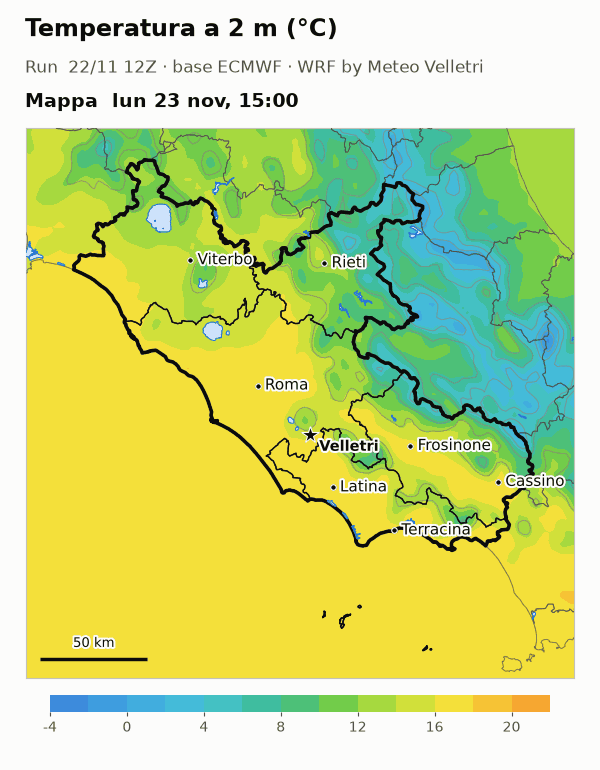 Temperatura a 2 m (°C)
Run  22/11 12Z · base ECMWF · WRF by Meteo Velletri
Mappa  lun 23 nov, 15:00
Viterbo
Rieti
Roma
Velletri
Frosinone
Latina
Cassino
Terracina
50 km
-4 0 4 8 12 16 20